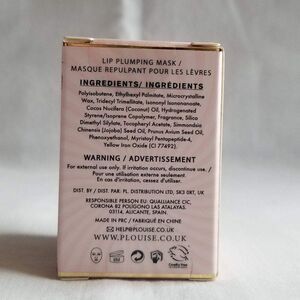 LIP PLUMPING MASK /
MASQUE REPULPANT POUR LES LÈVRES
INGREDIENTS/ INGRÉDIENTS
Polyisobutene, Ethylhexyl Palmitate, Microcrystalline
Wax, Tridecyl Trimellitate, Isononyl Isononanoate,
Cocos Nucifera (Coconut) Oil, Hydrogenated
Styrene/Isoprene Copolymer, Fragrance, Silica
Dimethyl Silylate, Tocopheryl Acetate, Simmondsia
Chinensis (Jojoba) Seed Oil, Prunus Avium Seed Oil,
Phenoxyethanol, Myristoyl Pentapeptide-4,
Yellow Iron Oxide (CI 77492).
WARNING / ADVERTISSEMENT
For external use only. If irritation occurs, discontinue use. /
Pour une utilisation externe seulement.
En cas d'irritation, cessez d'utiliser.
DIST. BY / DIST. PAR: PL. DISTRIBUTION LTD, SK3 0RT, UK
RESPONSIBLE PERSON EU: QUALLIANCE CIC,
CORONA 82 POLÍGONO LAS ATALAYAS.
03114, ALICANTE, SPAIN.
MADE IN PRC / FABRIQUÉ EN CHINE
HELP@PLOUISE.CO.UK
WWW.PLOUISE.CO.UK
Cruelty free